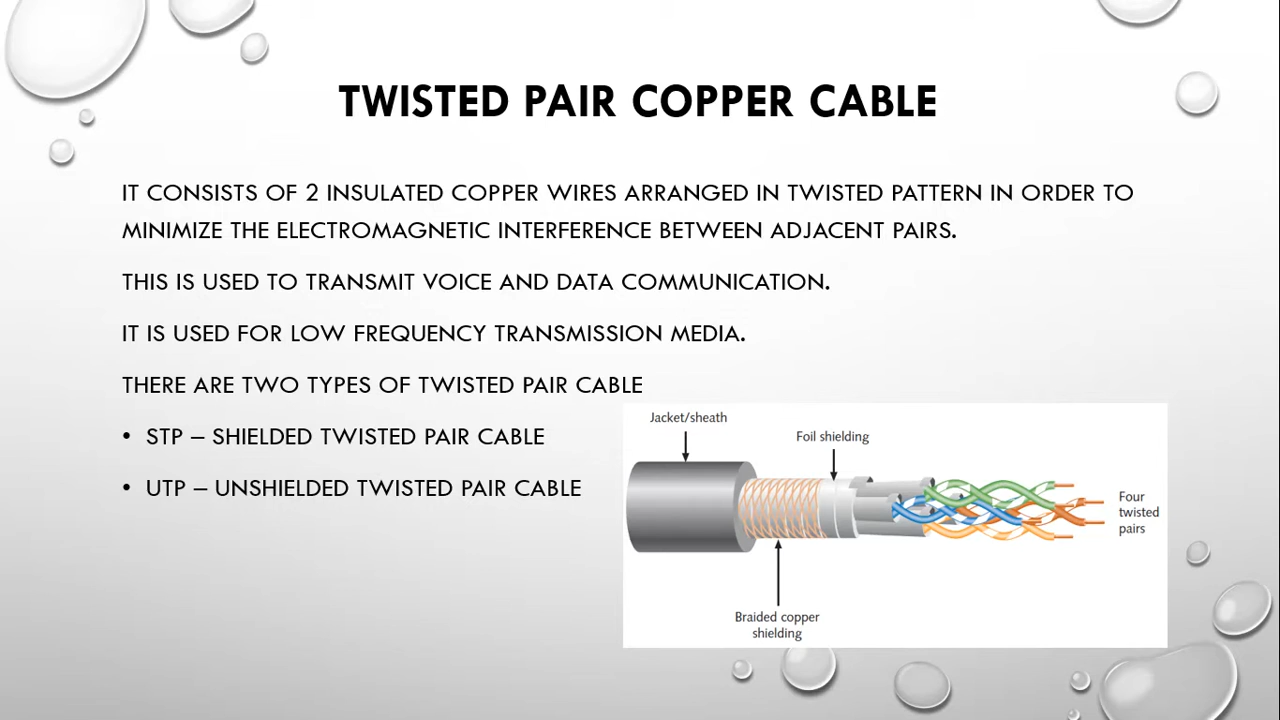 TWISTED PAIR COPPER CABLE
IT CONSISTS OF 2 INSULATED COPPER WIRES ARRANGED IN TWISTED PATTERN IN ORDER TO
MINIMIZE THE ELECTROMAGNETIC INTERFERENCE BETWEEN ADJACENT PAIRS.
THIS IS USED TO TRANSMIT VOICE AND DATA COMMUNICATION.
IT IS USED FOR LOW FREQUENCY TRANSMISSION MEDIA.
THERE ARE TWO TYPES OF TWISTED PAIR CABLE
• STP – SHIELDED TWISTED PAIR CABLE
• UTP – UNSHIELDED TWISTED PAIR CABLE
Jacket/sheath
Foil shielding
Four
twisted
pairs
Braided copper
shielding